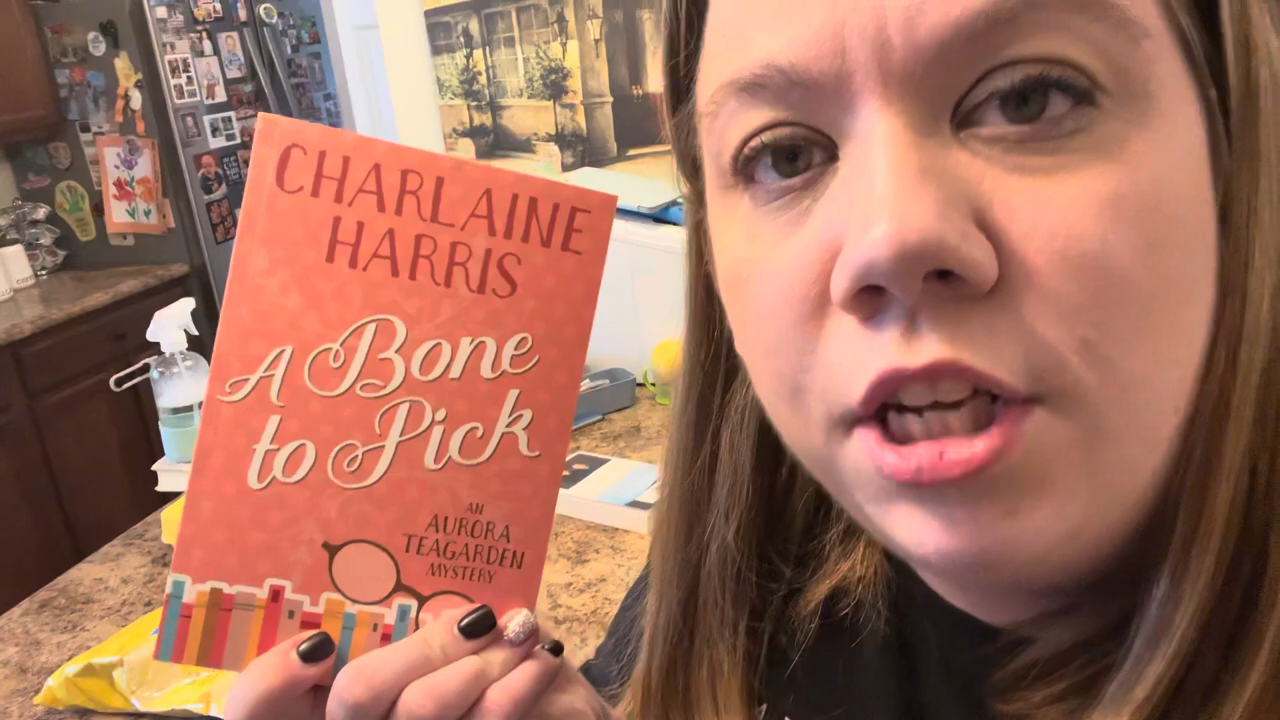 CHARLAINE
HARRIS
A Bone
to Pick
AN
AURORA
TEAGARDEN
MYSTERY